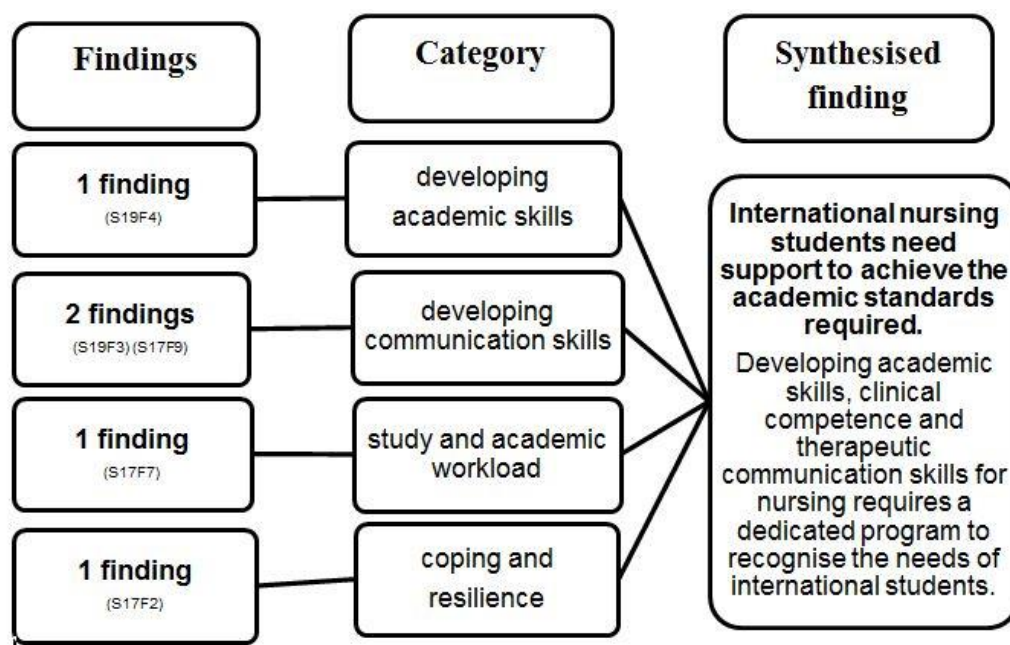 Findings
Category
Synthesised
finding
1 finding
(S19F4)
developing
academic skills
2 findings
(S19F3) (S17F9)
developing
communication skills
1 finding
(S17F7)
study and academic
workload
1 finding
(S17F2)
coping and
resilience
International nursing
students need
support to achieve the
academic standards
required.
Developing academic
skills, clinical
competence and
therapeutic
communication skills for
nursing requires a
dedicated program to
recognise the needs of
international students.